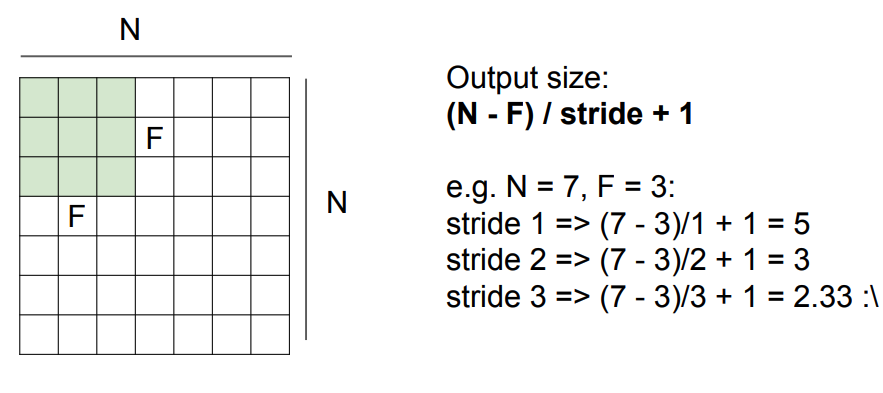 N
F
F
N
Output size:
(N - F) / stride + 1
e.g. N = 7, F = 3:
stride 1 => (7 - 3)/1 + 1 = 5
stride 2 => (7 - 3)/2 + 1 = 3
stride 3 => (7 - 3)/3 + 1 = 2.33 :\